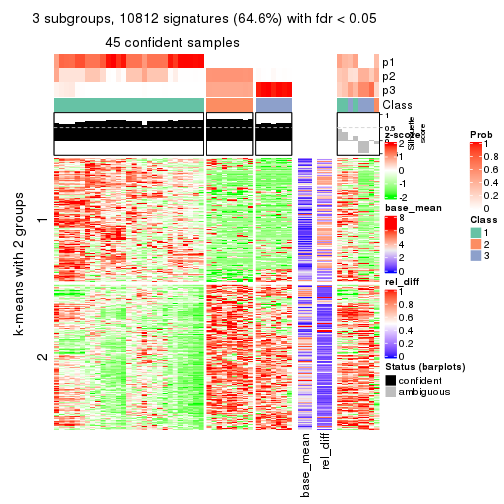 3 subgroups, 10812 signatures (64.6%) with fdr < 0.05
45 confident samples
p1
p2
p3
Class
1
0.5
0
Silhouette
score
k-means with 2 groups
1
2
base_mean
rel_diff
z-score
2
1
0
-1
-2
base_mean
8
6
4
2
0
rel_diff
1
0.8
0.6
0.4
0.2
0
Status (barplots)
confident
ambiguous
Prob
1
0.8
0.6
0.4
0.2
0
Class
1
2
3